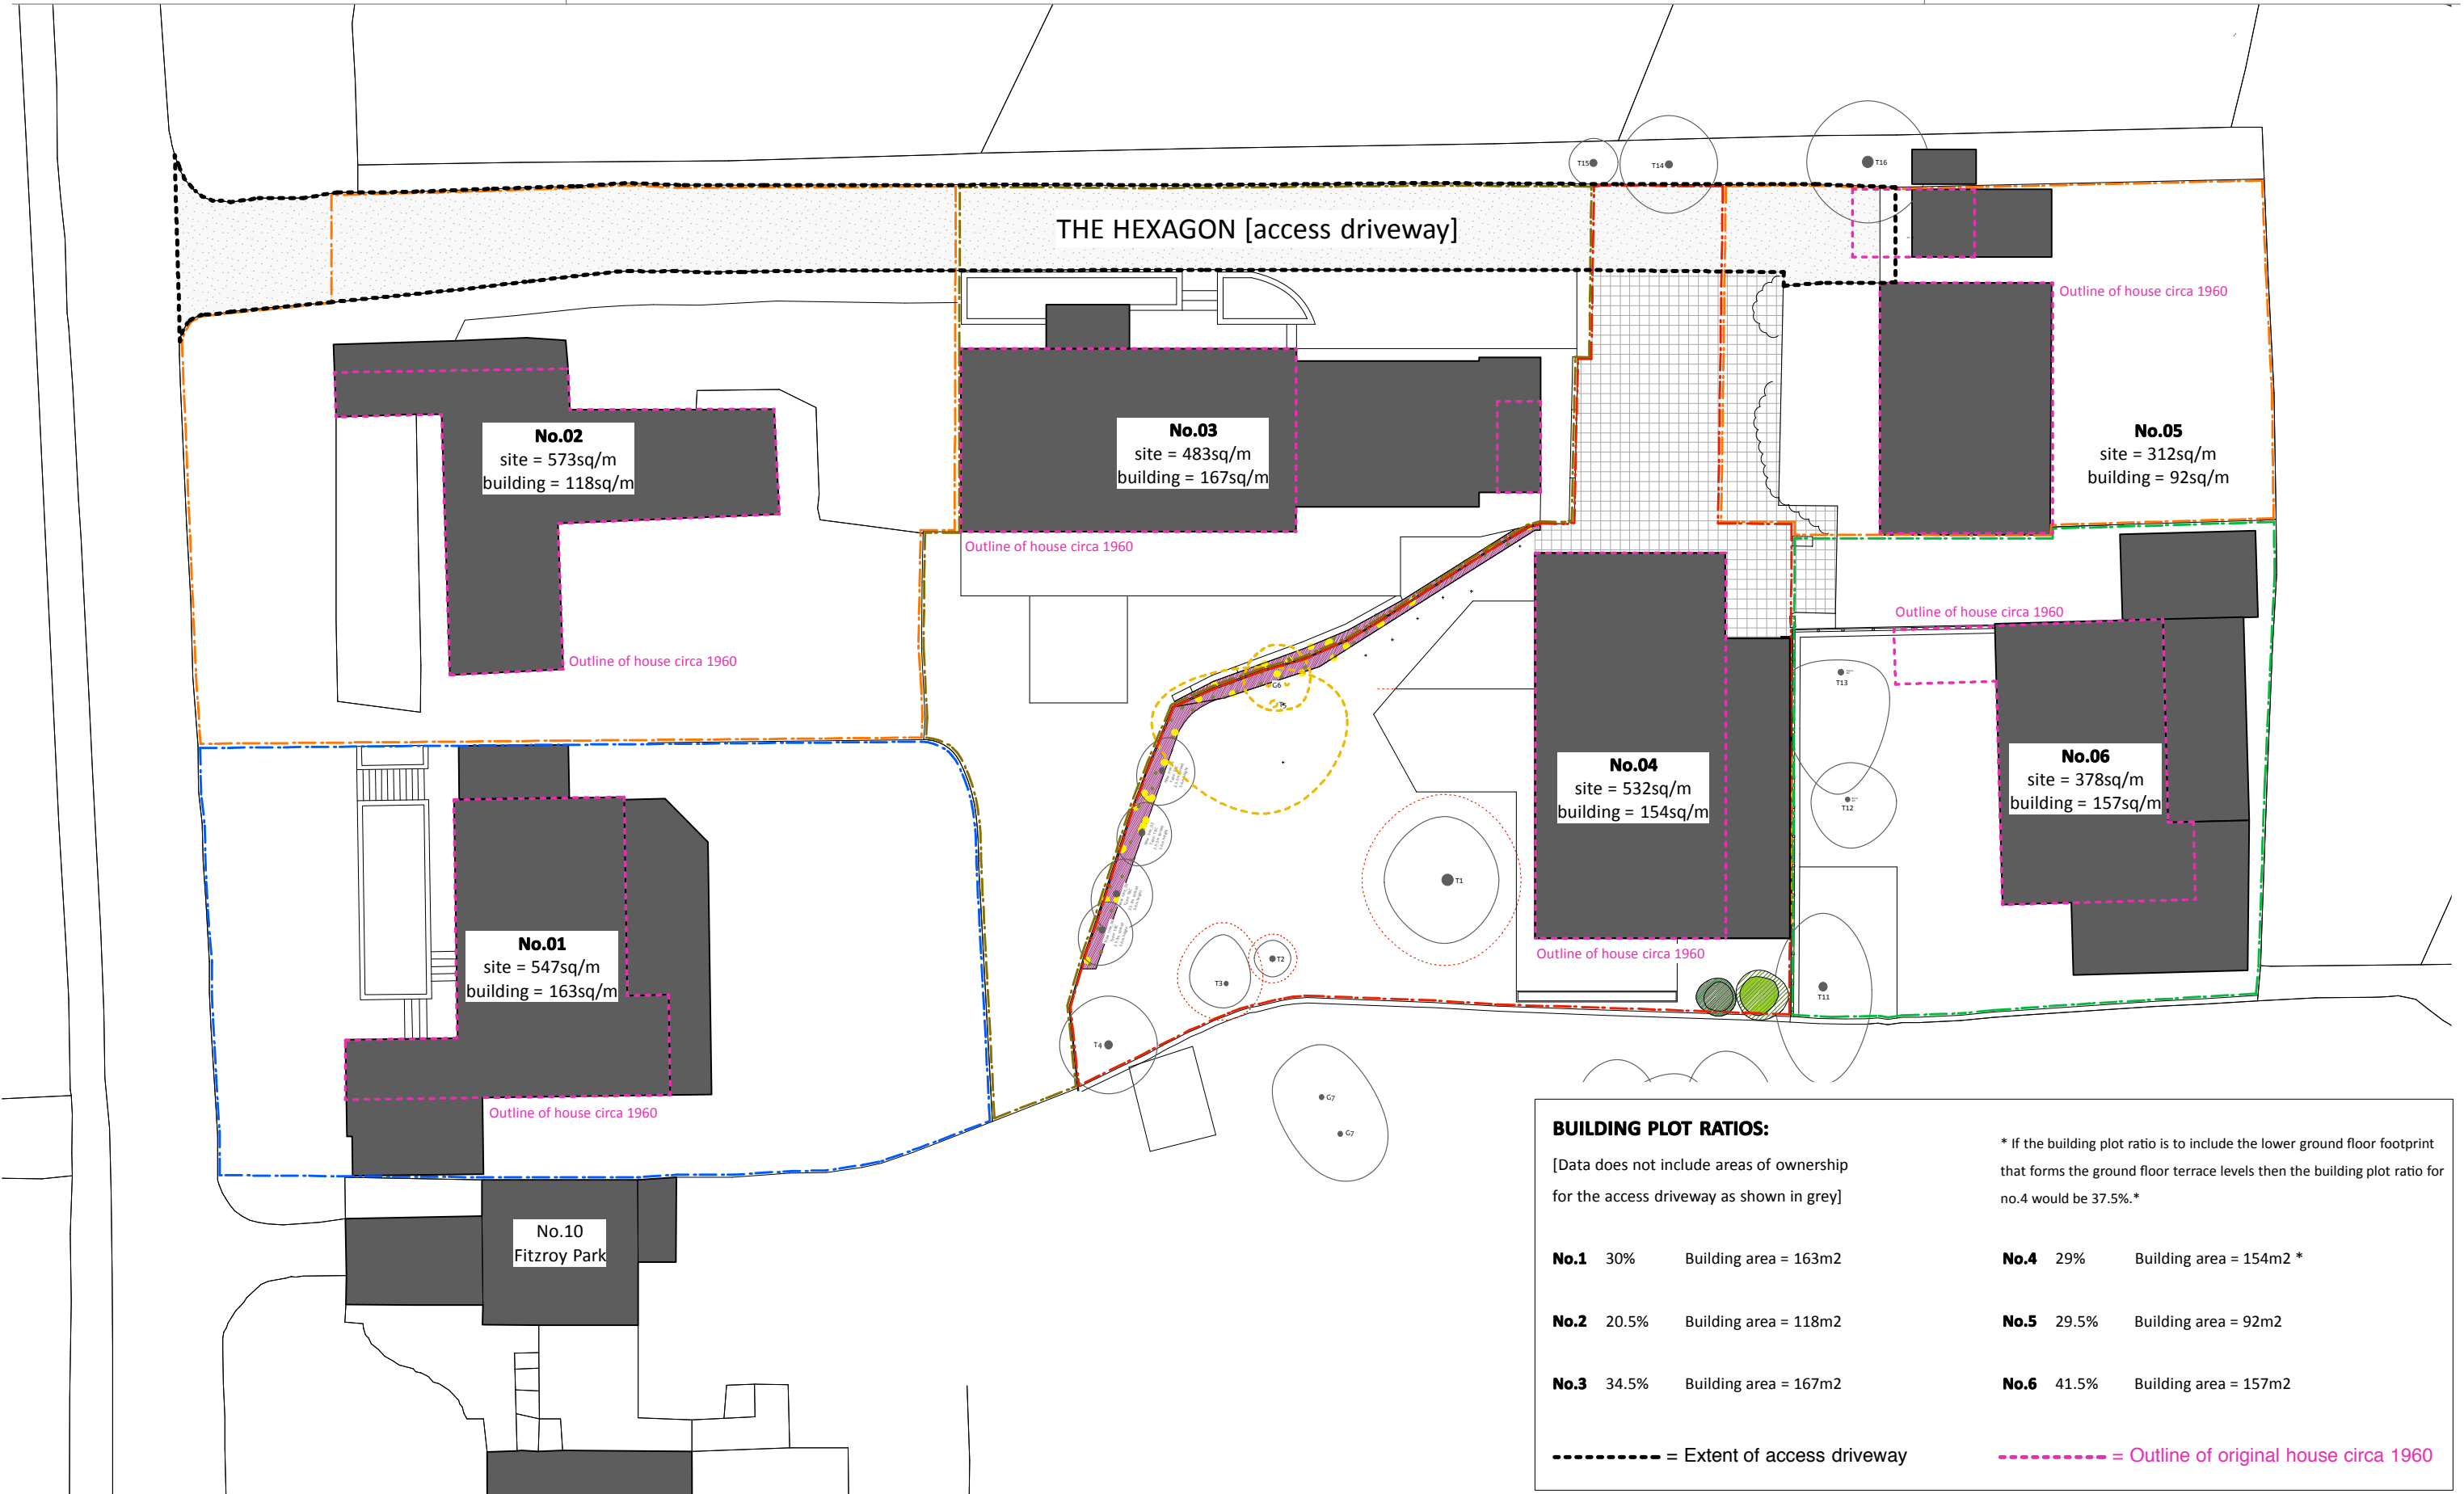 T15
T14
T16
THE HEXAGON [access driveway]
Outline of house circa 1960
No.02
site = 573sq/m
building = 118sq/m
No.03
site = 483sq/m
building = 167sq/m
No.05
site = 312sq/m
building = 92sq/m
Outline of house circa 1960
Outline of house circa 1960
Outline of house circa 1960
G6
T5
T13
No.04
site = 532sq/m
building = 154sq/m
No.06
site = 378sq/m
building = 157sq/m
T12
T1
No.01
site = 547sq/m
building = 163sq/m
Outline of house circa 1960
T2
T3
T11
T4
Outline of house circa 1960
G7
G7
No.10
Fitzroy Park
BUILDING PLOT RATIOS:
[Data does not include areas of ownership
for the access driveway as shown in grey]
* If the building plot ratio is to include the lower ground floor footprint
that forms the ground floor terrace levels then the building plot ratio for
no.4 would be 37.5%.*
No.1 30% Building area = 163m2
No.4 29% Building area = 154m2 *
No.2 20.5% Building area = 118m2
No.5 29.5% Building area = 92m2
No.3 34.5% Building area = 167m2
No.6 41.5% Building area = 157m2
= Extent of access driveway
= Outline of original house circa 1960